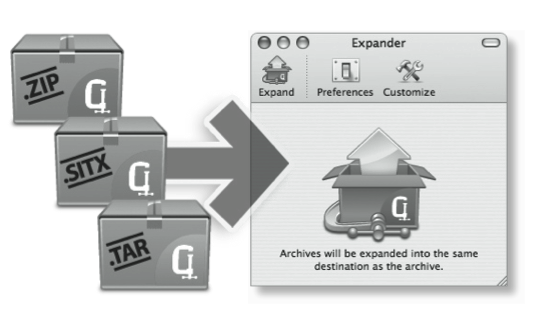 .ZIP
.SITX
.TAR
Expander
Expand
Preferences Customize
Archives will be expanded into the same
destination as the archive.